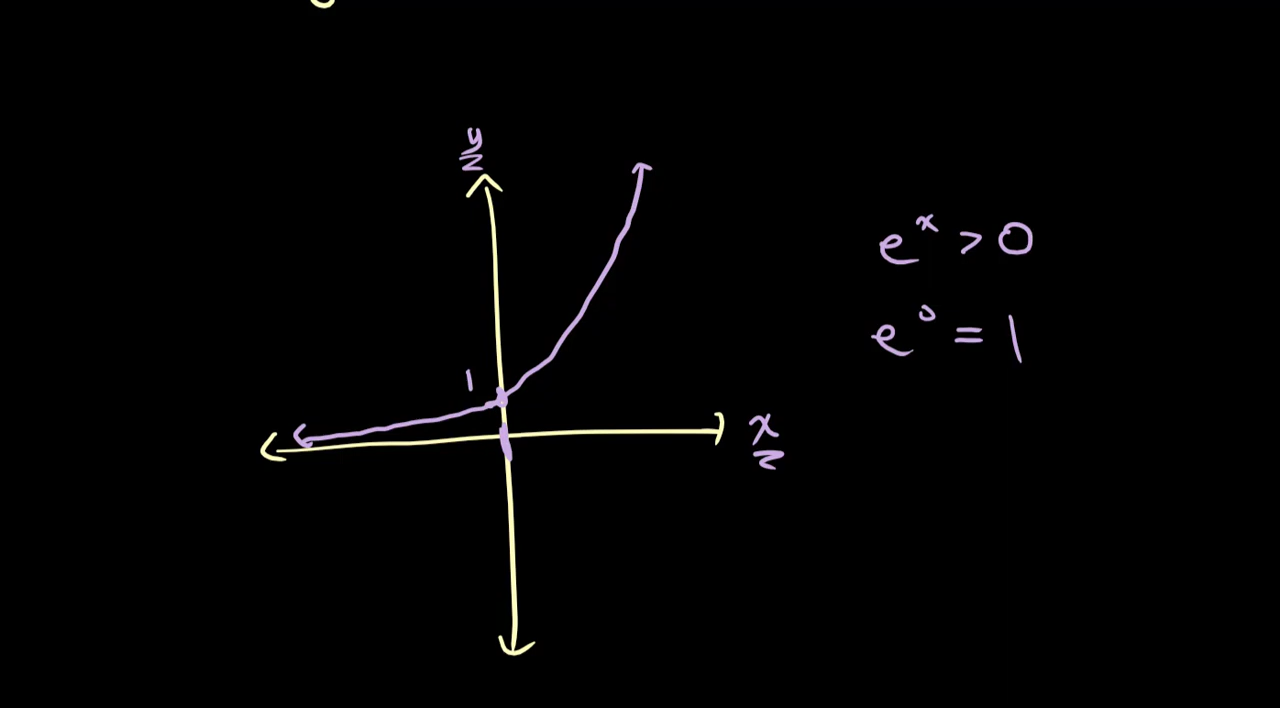 y
1
x
e^x > 0
e^0 = 1